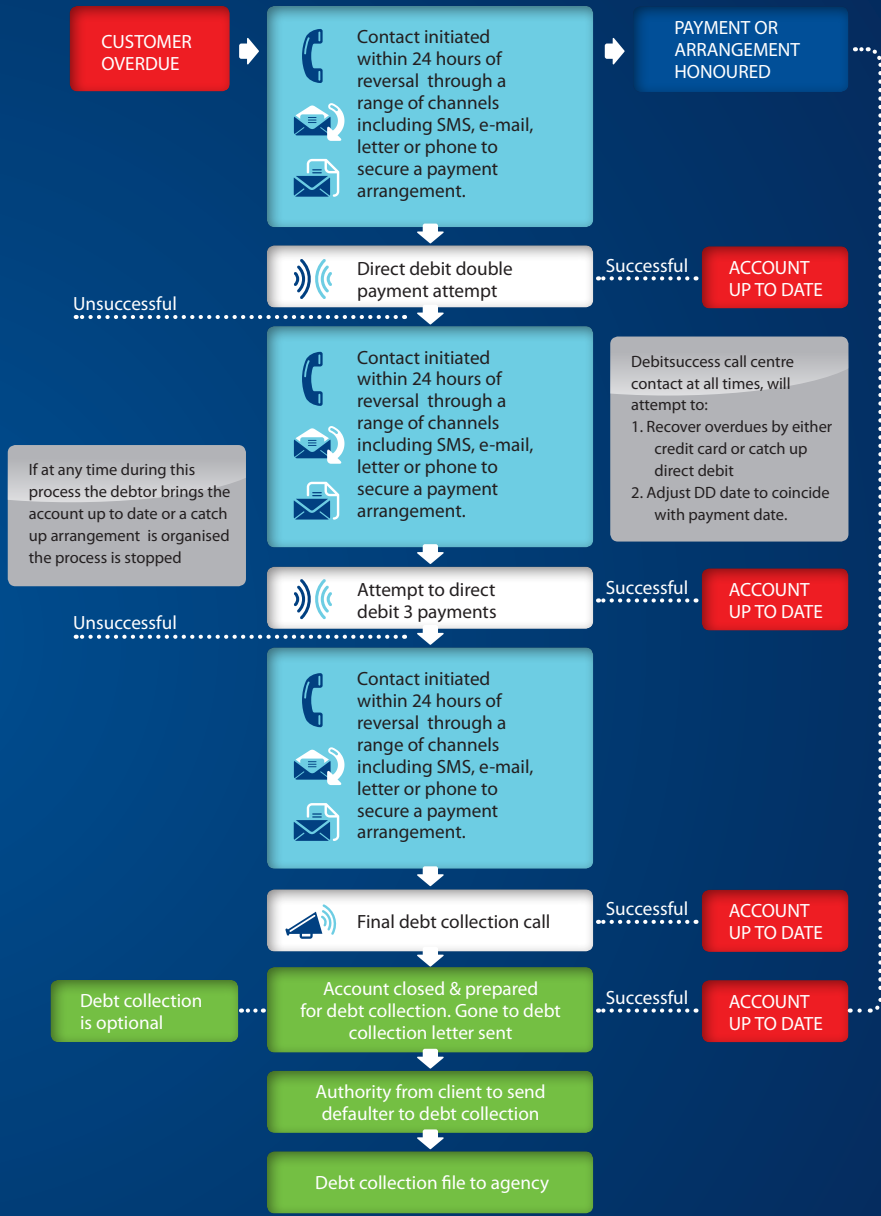 CUSTOMER
OVERDUE
Contact initiated
within 24 hours of
reversal through a
range of channels
including SMS, e-mail,
letter or phone to
secure a payment
arrangement.
PAYMENT OR
ARRANGEMENT
HONOURED
Direct debit double
payment attempt
Successful
ACCOUNT
UP TO DATE
Unsuccessful
Contact initiated
within 24 hours of
reversal through a
range of channels
including SMS, e-mail,
letter or phone to
secure a payment
arrangement.
Debitsuccess call centre
contact at all times, will
attempt to:
1. Recover overdues by either
credit card or catch up
direct debit
2. Adjust DD date to coincide
with payment date.
If at any time during this
process the debtor brings the
account up to date or a catch
up arrangement is organised
the process is stopped
Attempt to direct
debit 3 payments
Successful
ACCOUNT
UP TO DATE
Unsuccessful
Contact initiated
within 24 hours of
reversal through a
range of channels
including SMS, e-mail,
letter or phone to
secure a payment
arrangement.
Final debt collection call
Successful
ACCOUNT
UP TO DATE
Debt collection
is optional
Account closed & prepared
for debt collection. Gone to debt
collection letter sent
Successful
ACCOUNT
UP TO DATE
Authority from client to send
defaulter to debt collection
Debt collection file to agency